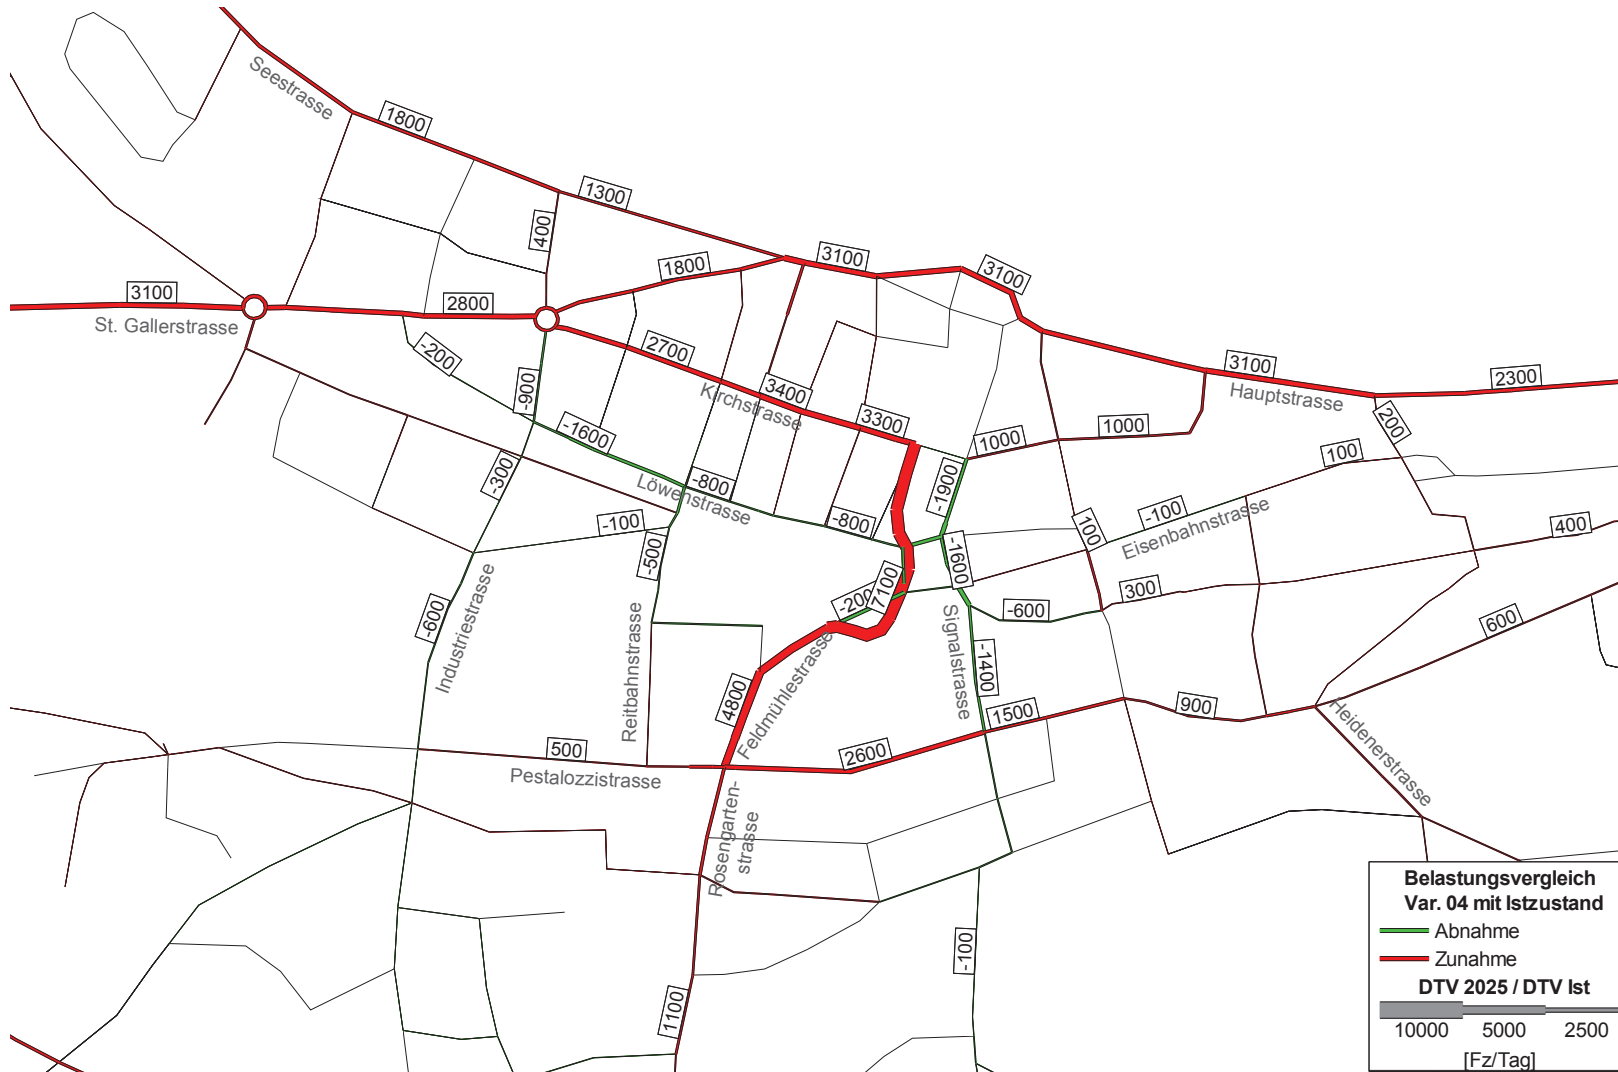 Seestrasse
1800
1300
400
1800
3100
3100
3100
St. Gallerstrasse
2800
-200
-900
2700
Kirchstrasse
3400
3300
3100
Hauptstrasse
2300
200
-1600
-300
Löwenstrasse
-800
-800
-1900
1000
1000
100
-100
Eisenbahnstrasse
100
400
-100
-500
-600
Industriestrasse
Reitbahnstrasse
-200
7100
-1600
-600
300
600
Signalstrasse
-1400
4800
Feldmühlestrasse
1500
900
Heidenerstrasse
500
Pestalozzistrasse
2600
Rosengarten-
strasse
1100
-100
Belastungsvergleich
Var. 04 mit Istzustand
Abnahme
Zunahme
DTV 2025 / DTV Ist
10000 5000 2500
[Fz/Tag]